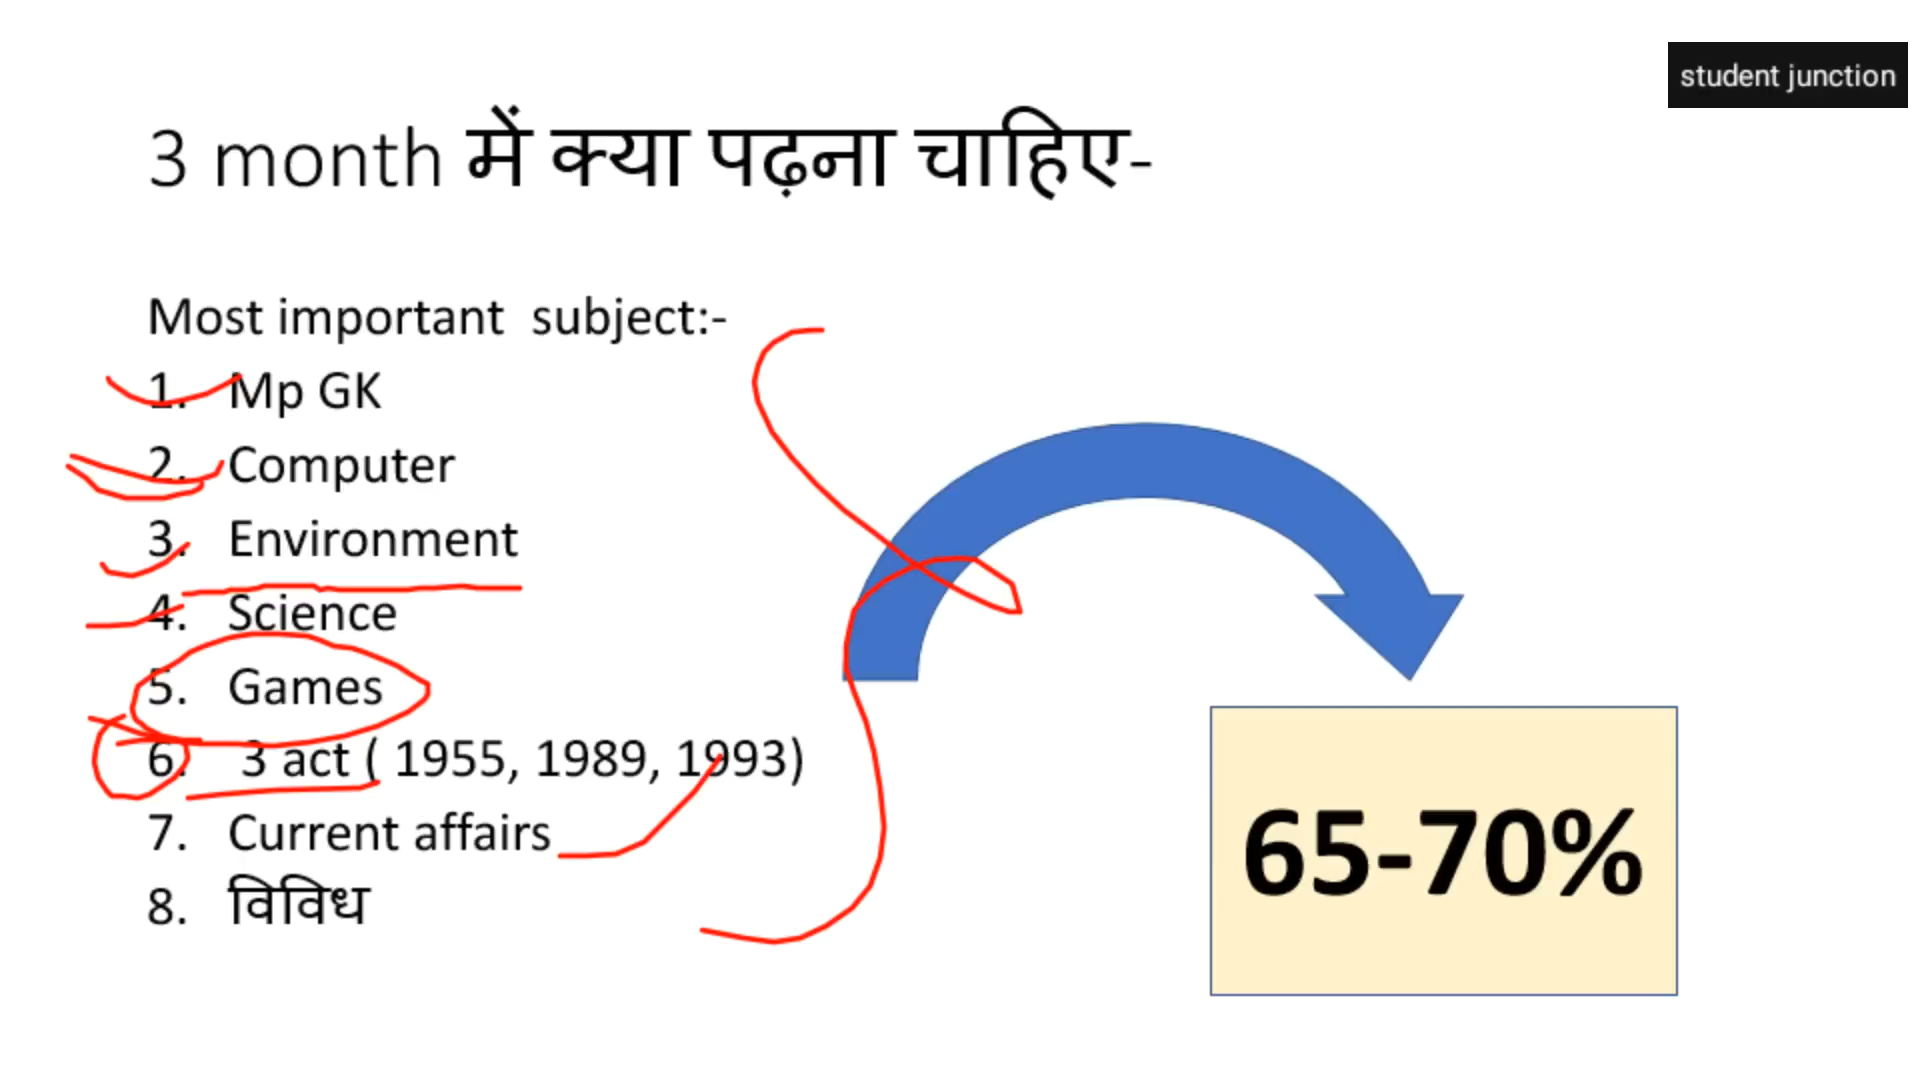 student junction
3 month में क्या पढ़ना चाहिए-
Most important  subject:-
1. Mp GK
2. Computer
3. Environment
4. Science
5. Games
6. 3 act ( 1955, 1989, 1993)
7. Current affairs
8. विविध
65-70%